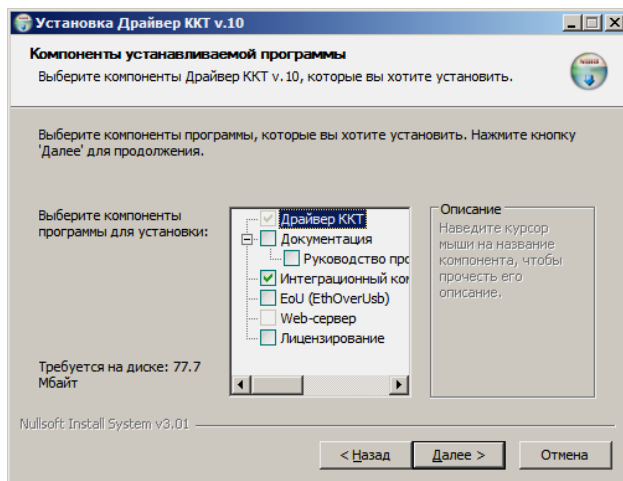 Установка Драйвер ККТ v.10
Компоненты устанавливаемой программы
Выберите компоненты Драйвер ККТ v.10, которые вы хотите установить.
Выберите компоненты программы, которые вы хотите установить. Нажмите кнопку
'Далее' для продолжения.
Выберите компоненты
программы для установки:
Драйвер ККТ
Документация
Руководство прс
Интеграционный кол
EoU (EthOverUsb)
Web-сервер
Лицензирование
Описание
Наведите курсор
мыши на название
компонента, чтобы
прочесть его
описание.
Требуется на диске: 77.7
Мбайт
Nullsoft Install System v3.01
< Назад
Далее >
Отмена